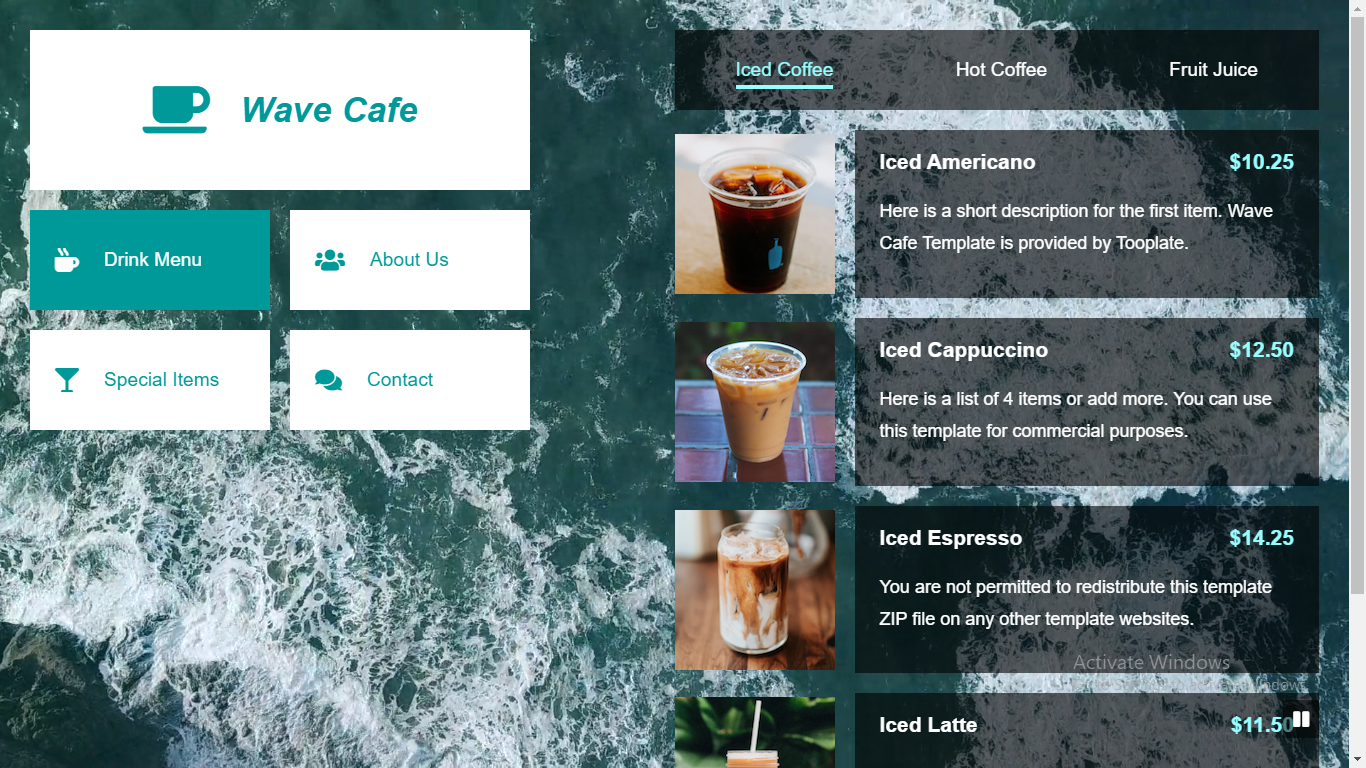 Wave Cafe
Drink Menu
About Us
Special Items
Contact
Iced Coffee
Hot Coffee
Fruit Juice
Iced Americano
$10.25
Here is a short description for the first item. Wave
Cafe Template is provided by Tooplate.
Iced Cappuccino
$12.50
Here is a list of 4 items or add more. You can use
this template for commercial purposes.
Iced Espresso
$14.25
You are not permitted to redistribute this template
ZIP file on any other template websites.
Activate Windows
Iced Latte
$11.50